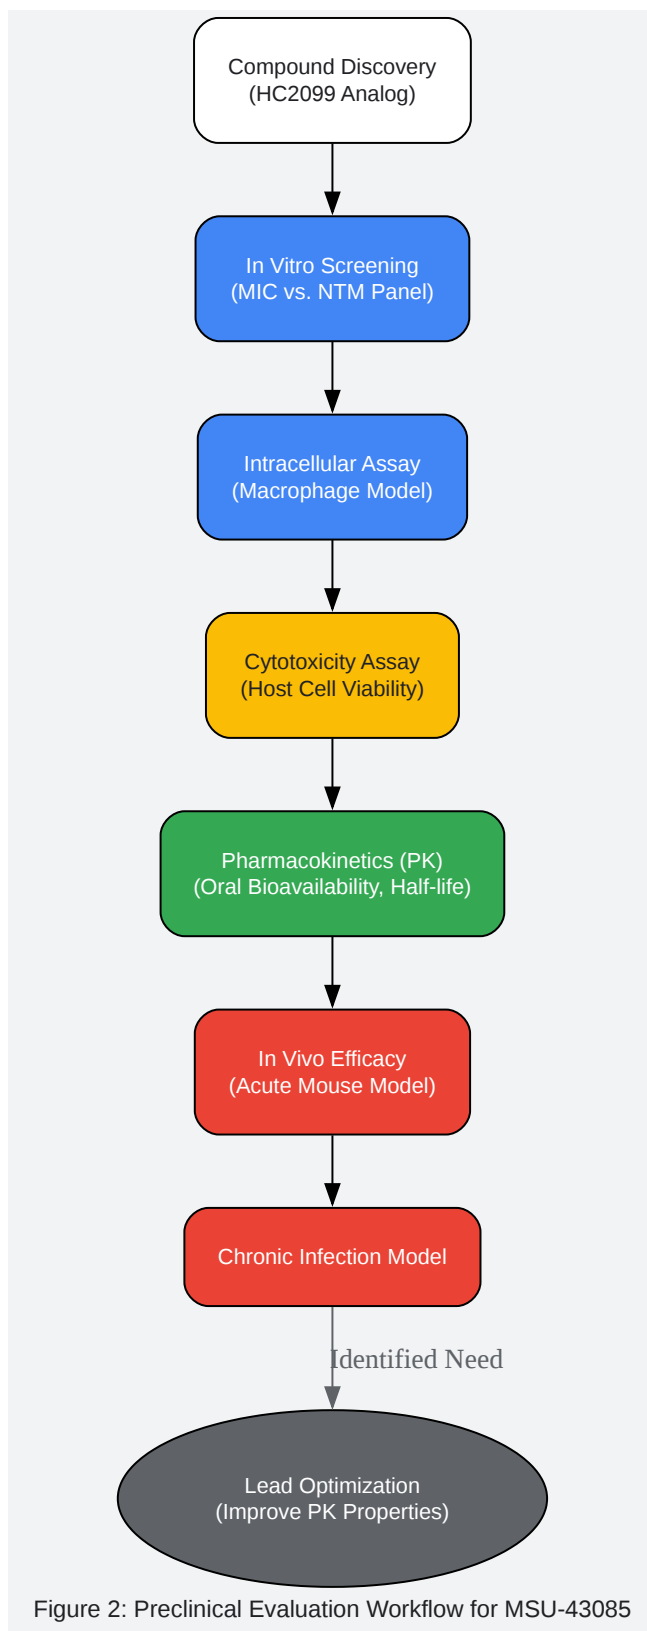 Compound Discovery
(HC2099 Analog)
In Vitro Screening
(MIC vs. NTM Panel)
Intracellular Assay
(Macrophage Model)
Cytotoxicity Assay
(Host Cell Viability)
Pharmacokinetics (PK)
(Oral Bioavailability, Half-life)
In Vivo Efficacy
(Acute Mouse Model)
Chronic Infection Model
Identified Need
Lead Optimization
(Improve PK Properties)
Figure 2: Preclinical Evaluation Workflow for MSU-43085